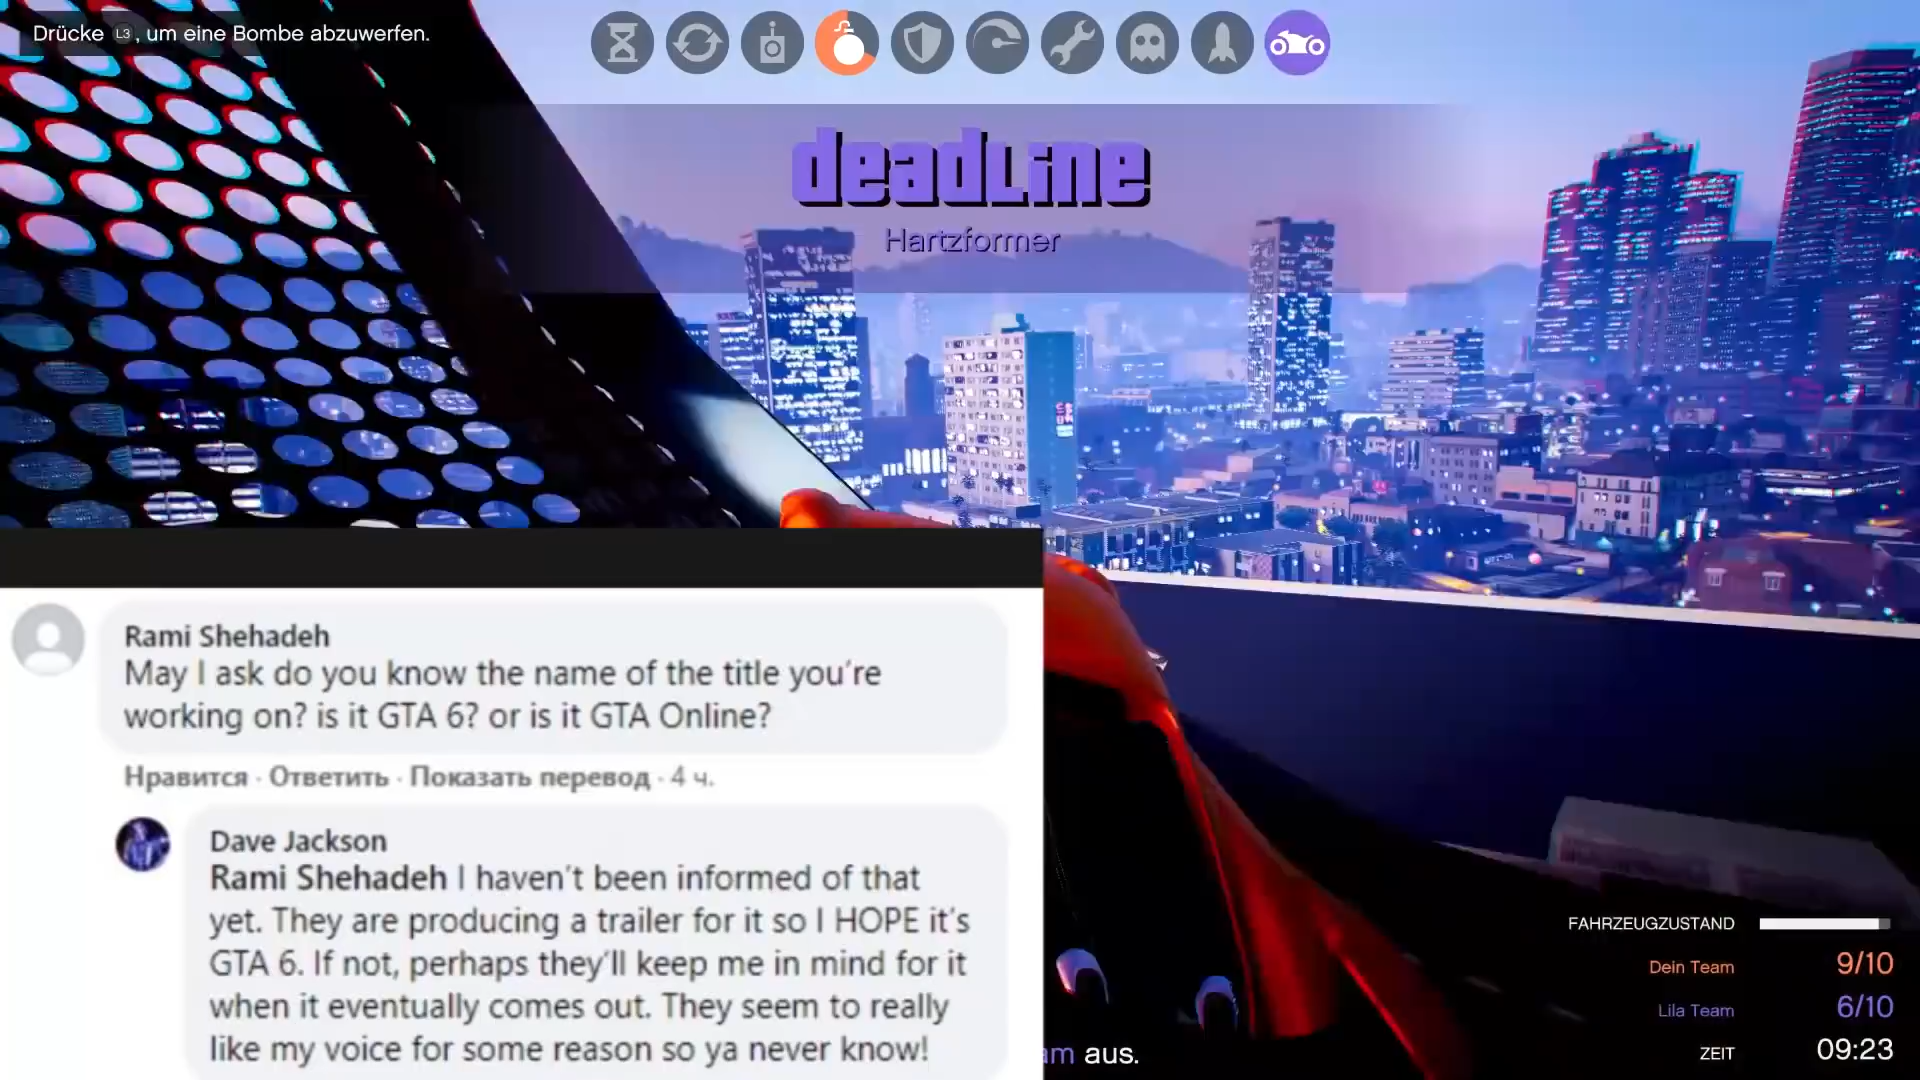 Drücke L3, um eine Bombe abzuwerfen.
deadline
Hartzformer
Rami Shehadeh
May I ask do you know the name of the title you're
working on? is it GTA 6? or is it GTA Online?
Нравится · Ответить · Показать перевод · 4 ч.
Dave Jackson
Rami Shehadeh I haven't been informed of that
yet. They are producing a trailer for it so I HOPE it's
GTA 6. If not, perhaps they'll keep me in mind for it
when it eventually comes out. They seem to really
like my voice for some reason so ya never know!
aus.
FAHRZEUGZUSTAND
Dein Team 9/10
Lila Team 6/10
ZEIT 09:23